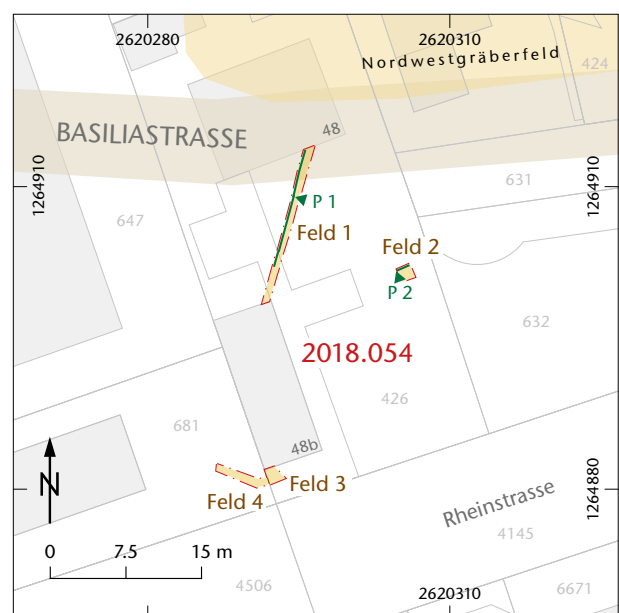 2620280
2620310
Nordwestgräberfeld
424
BASILIASTRASSE
48
1264910
1264910
631
P 1
647
Feld 1
Feld 2
P 2
632
2018.054
426
681
48b
Feld 3
Feld 4
1264880
N
Rheinstrasse
0 7.5 15 m
4145
4506
2620310
6671